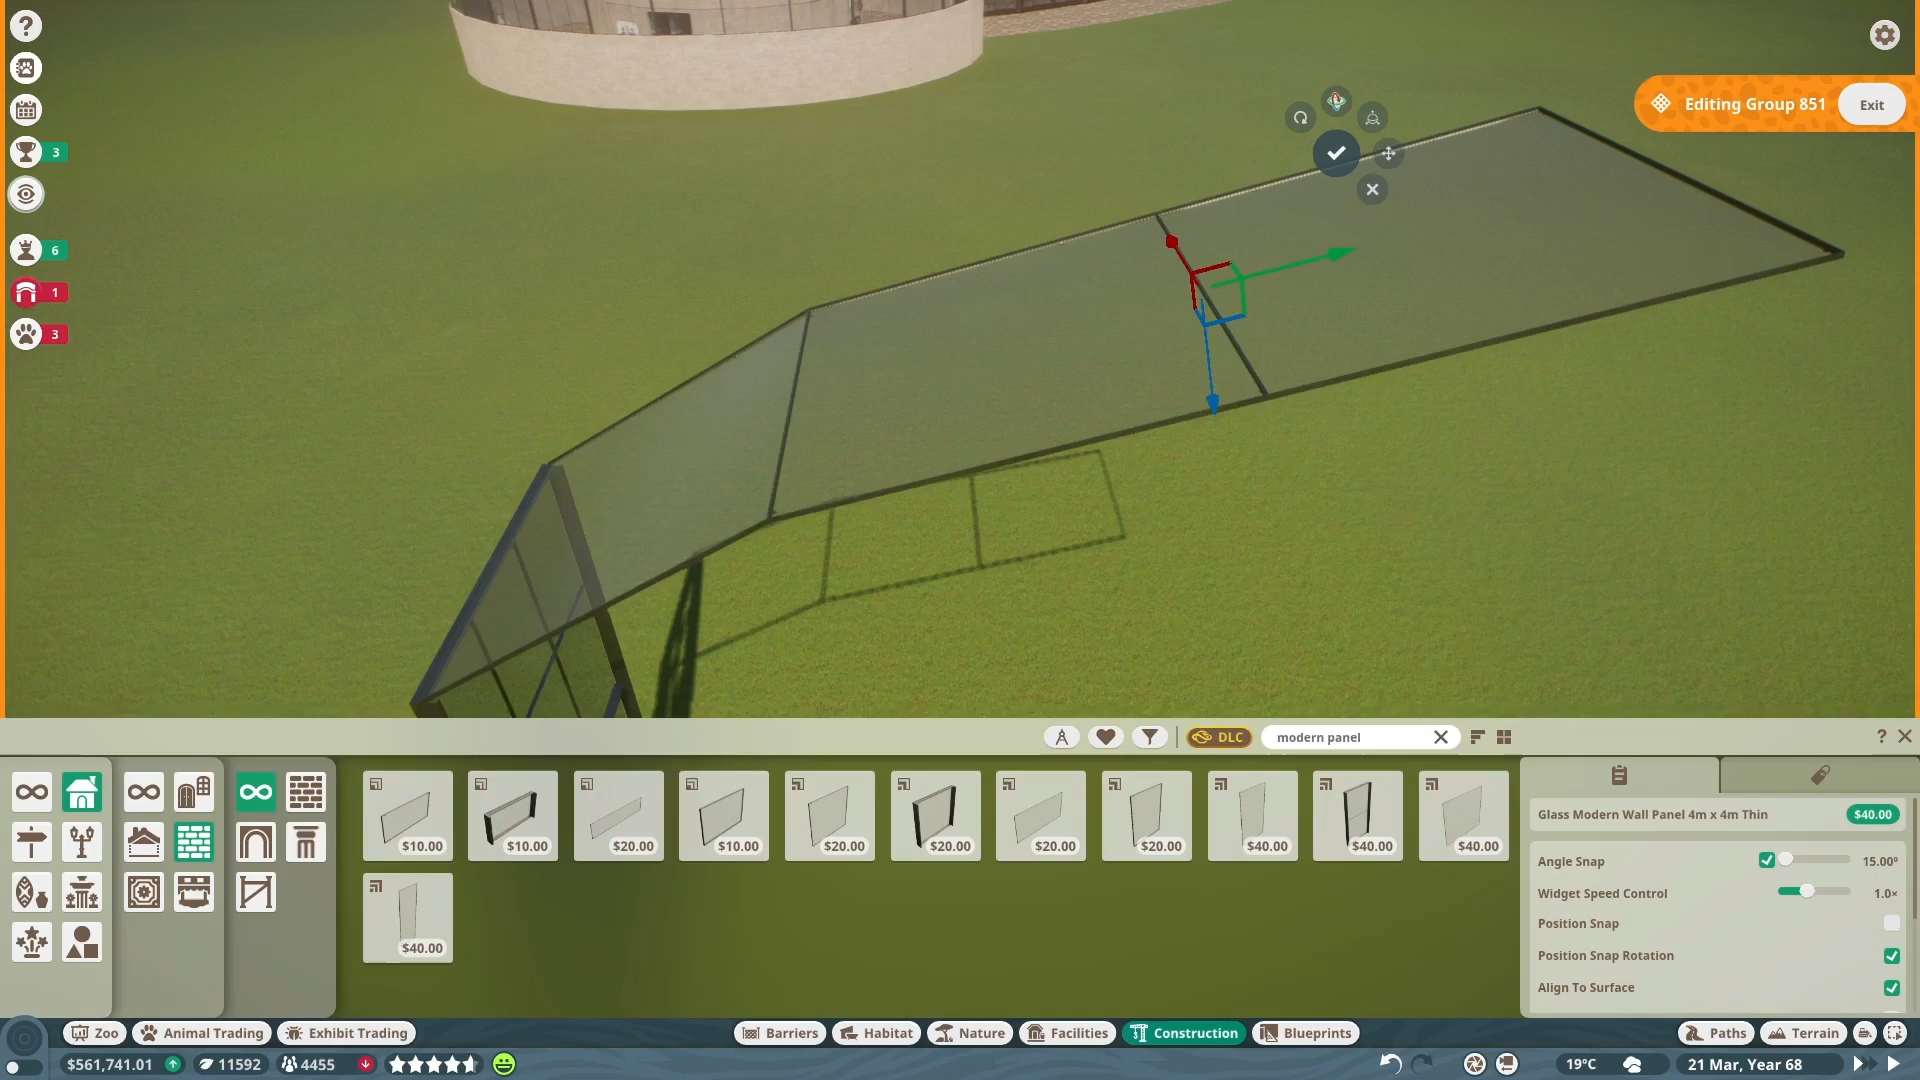 ?
Editing Group 851
Exit
3
6
1
3
DLC
modern panel
?
$10.00
$10.00
$20.00
$10.00
$20.00
$20.00
$20.00
$20.00
$40.00
$40.00
$40.00
$40.00
Glass Modern Wall Panel 4m x 4m Thin
$40.00
Angle Snap
15.00°
Widget Speed Control
1.0×
Position Snap
Position Snap Rotation
Align To Surface
Zoo
Animal Trading
Exhibit Trading
Barriers
Habitat
Nature
Facilities
Construction
Blueprints
Paths
Terrain
$561,741.01
11592
4455
19°C
21 Mar, Year 68